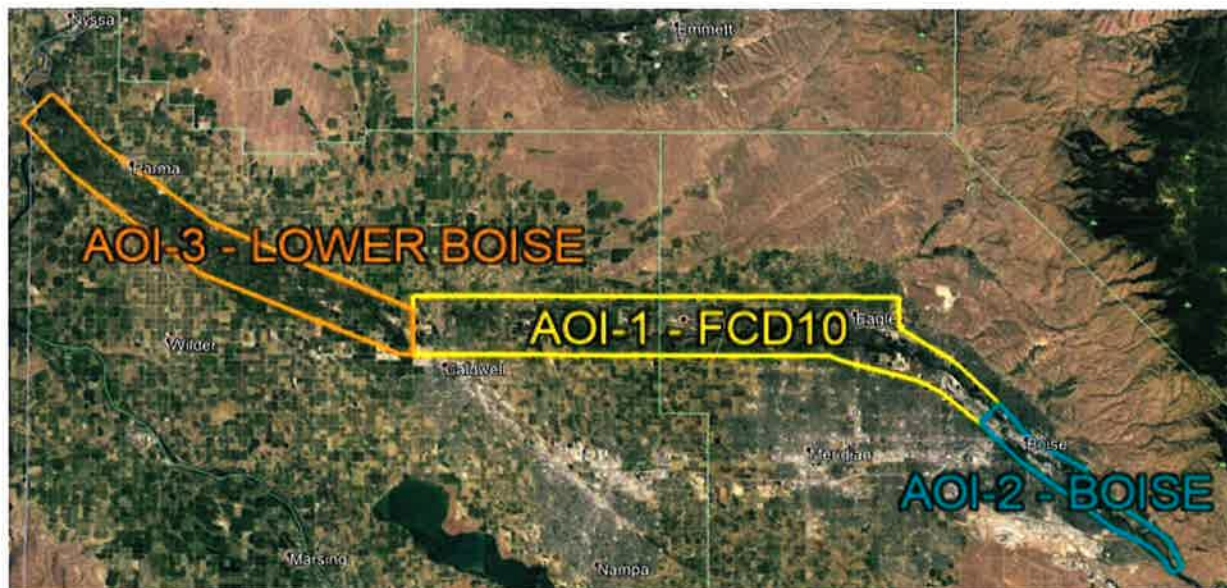 Nyssa
Emmett
Parma
AOI-3 - LOWER BOISE
Eagle
AOI-1 - FCD10
Wilder
Caldwell
Boise
Meridian
AOI-2 - BOISE
Marsing
Nampa